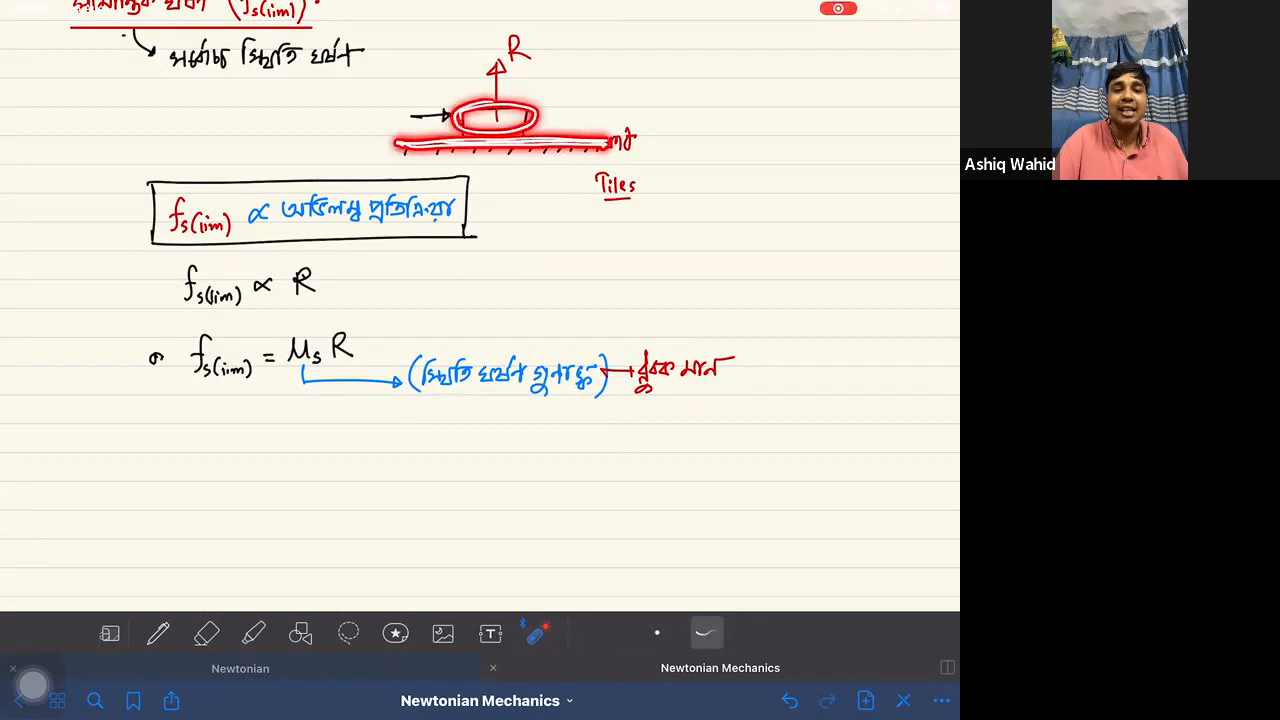 সীমান্তিক ঘর্ষণ (fs(lim)) :
সর্বোচ্চ স্থিতি ঘর্ষণ
R
Tiles
fs(lim) ∝ অভিলম্ব প্রতিক্রিয়া
fs(lim) ∝ R
fs(lim) = μs R
(স্থিতি ঘর্ষণ গুণাঙ্ক) → ধ্রুবক মান
Ashiq Wahid
T
Newtonian
Newtonian Mechanics
Newtonian Mechanics